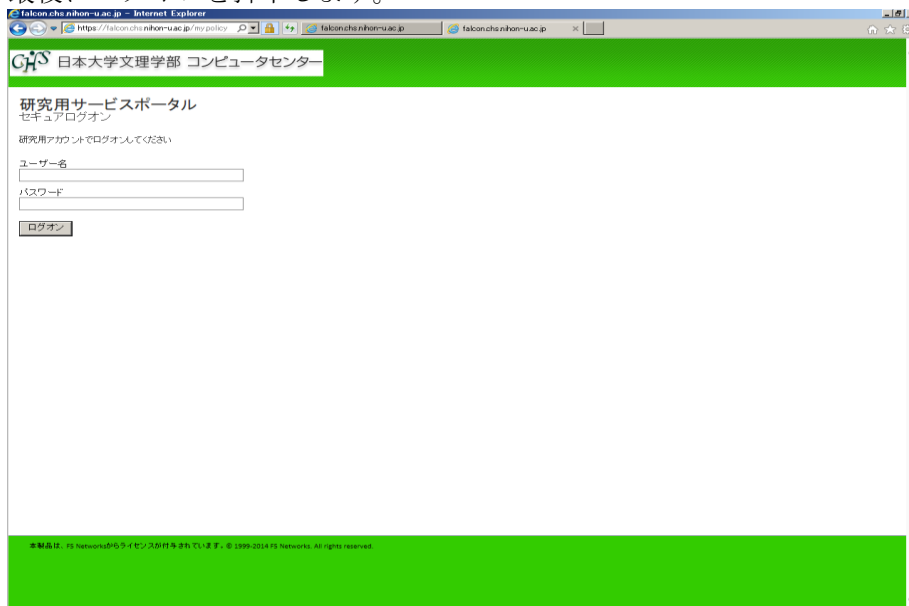 falcon.chs.nihon-u.ac.jp - Internet Explorer
https://falcon.chs.nihon-u.ac.jp/my.policy
falcon.chs.nihon-u.ac.jp
falcon.chs.nihon-u.ac.jp
CHS 日本大学文理学部 コンピュータセンター
研究用サービスポータル
セキュアログオン
研究用アカウントでログオンしてください
ユーザー名
パスワード
ログオン
本製品は、F5 Networksからライセンスが付与されています。© 1999-2014 F5 Networks. All rights reserved.